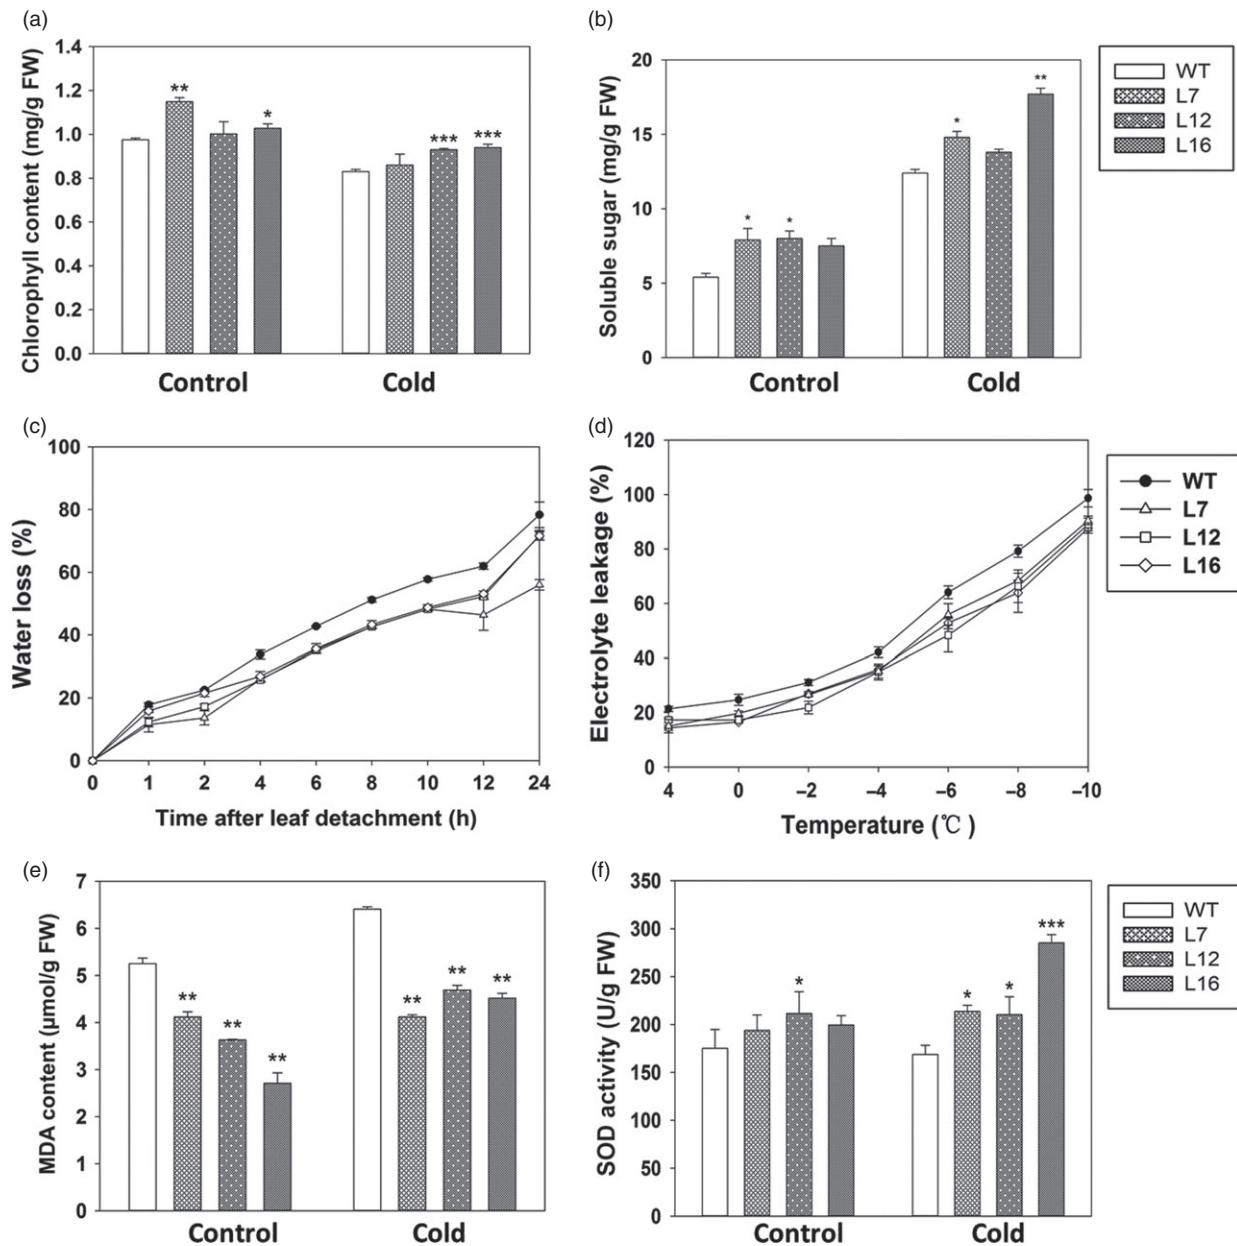 (a)
Chlorophyll content (mg/g FW)
1.4
1.2
1.0
0.8
0.6
0.4
0.2
0.0
**
*
***
***
Control
Cold
(b)
Soluble sugar (mg/g FW)
20
15
10
5
0
*
*
*
**
Control
Cold
WT
L7
L12
L16
(c)
Water loss (%)
100
80
60
40
20
0
0 1 2 4 6 8 10 12 24
Time after leaf detachment (h)
(d)
Electrolyte leakage (%)
120
100
80
60
40
20
0
4 0 –2 –4 –6 –8 –10
Temperature (℃)
WT
L7
L12
L16
(e)
MDA content (µmol/g FW)
7
6
5
4
3
2
1
0
**
**
**
**
**
**
Control
Cold
(f)
SOD activity (U/g FW)
350
300
250
200
150
100
50
0
*
*
*
***
Control
Cold
WT
L7
L12
L16